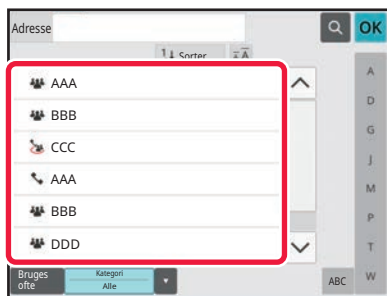 Adresse
OK
Sorter
A
AAA
BBB
CCC
AAA
BBB
DDD
A
D
G
J
M
P
T
W
Bruges
ofte
Kategori
Alle
ABC